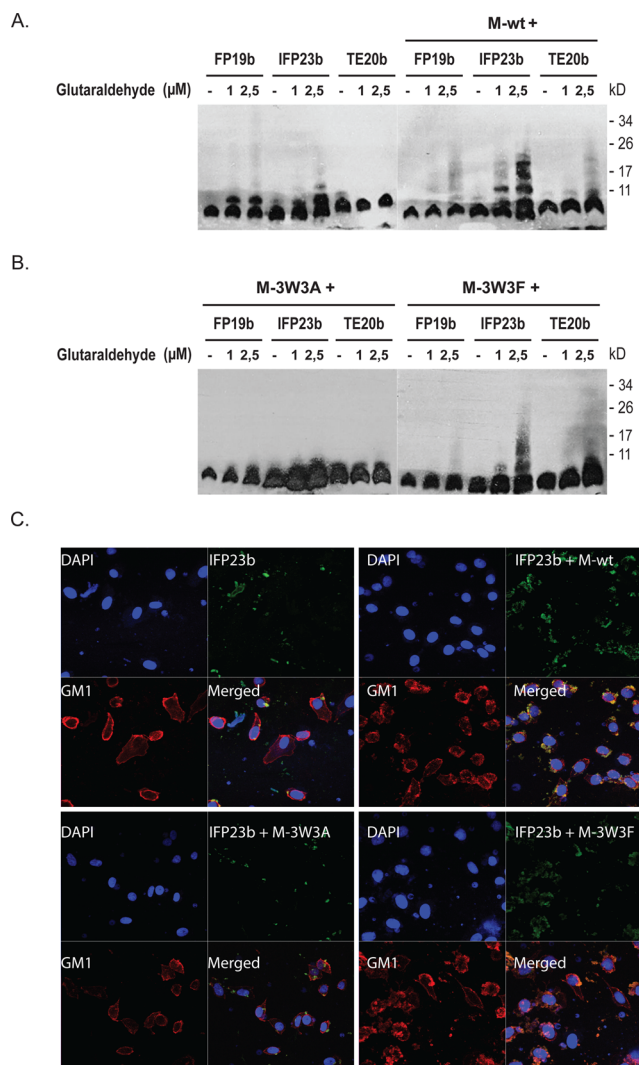 A.
M-wt +
FP19b IFP23b TE20b FP19b IFP23b TE20b
Glutaraldehyde (µM) - 1 2,5 - 1 2,5 - 1 2,5 - 1 2,5 - 1 2,5 - 1 2,5 kD
- 34
- 26
- 17
- 11
B.
M-3W3A + M-3W3F +
FP19b IFP23b TE20b FP19b IFP23b TE20b
Glutaraldehyde (µM) - 1 2,5 - 1 2,5 - 1 2,5 - 1 2,5 - 1 2,5 - 1 2,5 kD
- 34
- 26
- 17
- 11
C.
DAPI IFP23b DAPI IFP23b + M-wt
GM1 Merged GM1 Merged
DAPI IFP23b + M-3W3A DAPI IFP23b + M-3W3F
GM1 Merged GM1 Merged